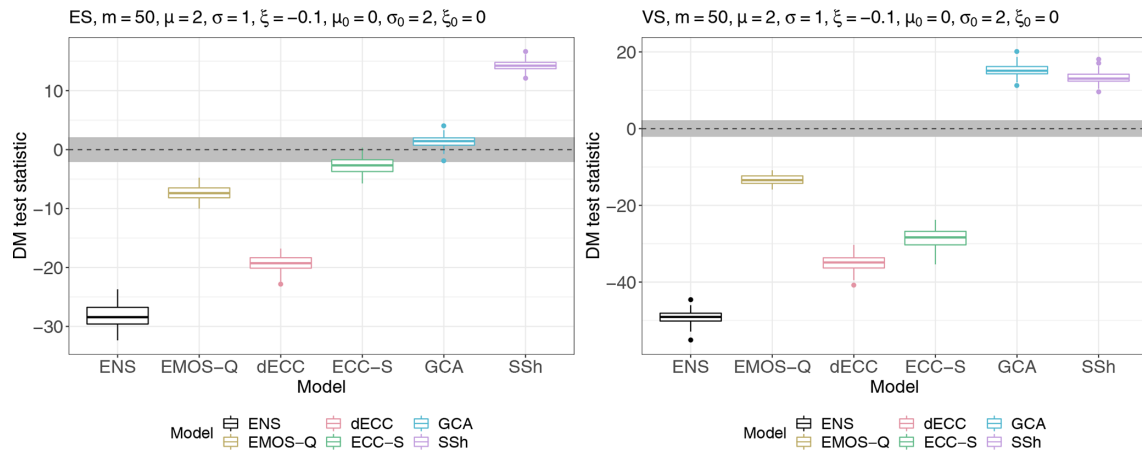 ES, m = 50, μ = 2, σ = 1, ξ = −0.1, μ₀ = 0, σ₀ = 2, ξ₀ = 0
DM test statistic
10
0
−10
−20
−30
ENS EMOS−Q dECC ECC−S GCA SSh
Model
Model
ENS dECC GCA
EMOS−Q ECC−S SSh
VS, m = 50, μ = 2, σ = 1, ξ = −0.1, μ₀ = 0, σ₀ = 2, ξ₀ = 0
DM test statistic
20
0
−20
−40
ENS EMOS−Q dECC ECC−S GCA SSh
Model
Model
ENS dECC GCA
EMOS−Q ECC−S SSh